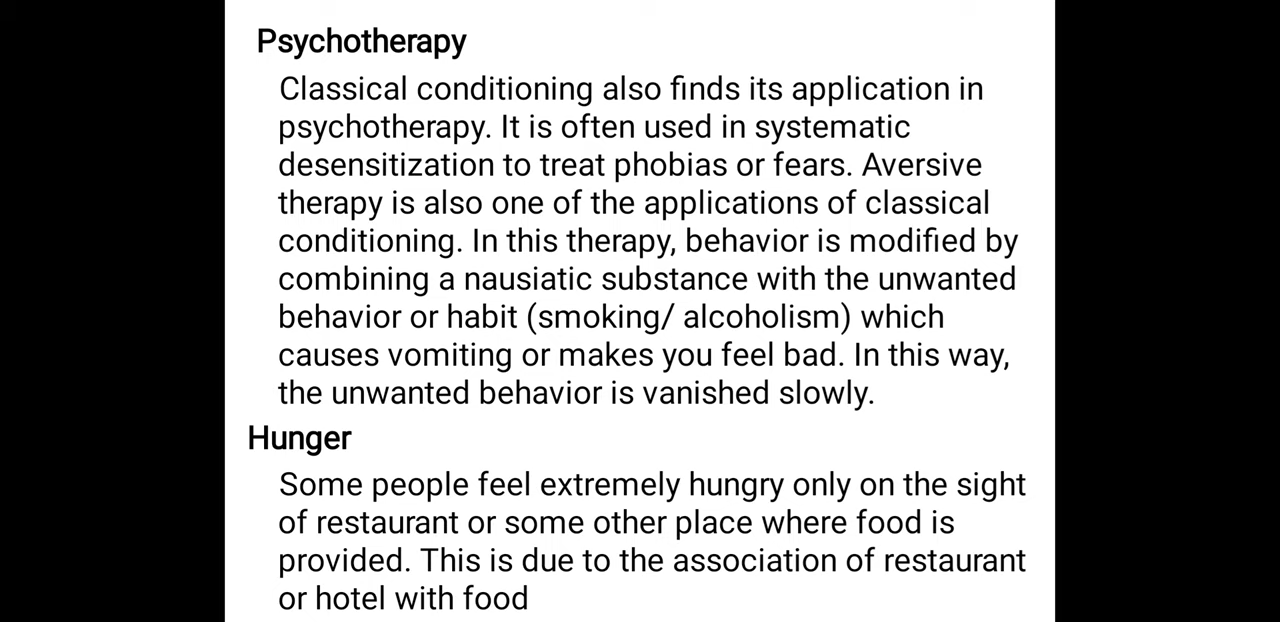 Psychotherapy
Classical conditioning also finds its application in
psychotherapy. It is often used in systematic
desensitization to treat phobias or fears. Aversive
therapy is also one of the applications of classical
conditioning. In this therapy, behavior is modified by
combining a nausiatic substance with the unwanted
behavior or habit (smoking/ alcoholism) which
causes vomiting or makes you feel bad. In this way,
the unwanted behavior is vanished slowly.
Hunger
Some people feel extremely hungry only on the sight
of restaurant or some other place where food is
provided. This is due to the association of restaurant
or hotel with food